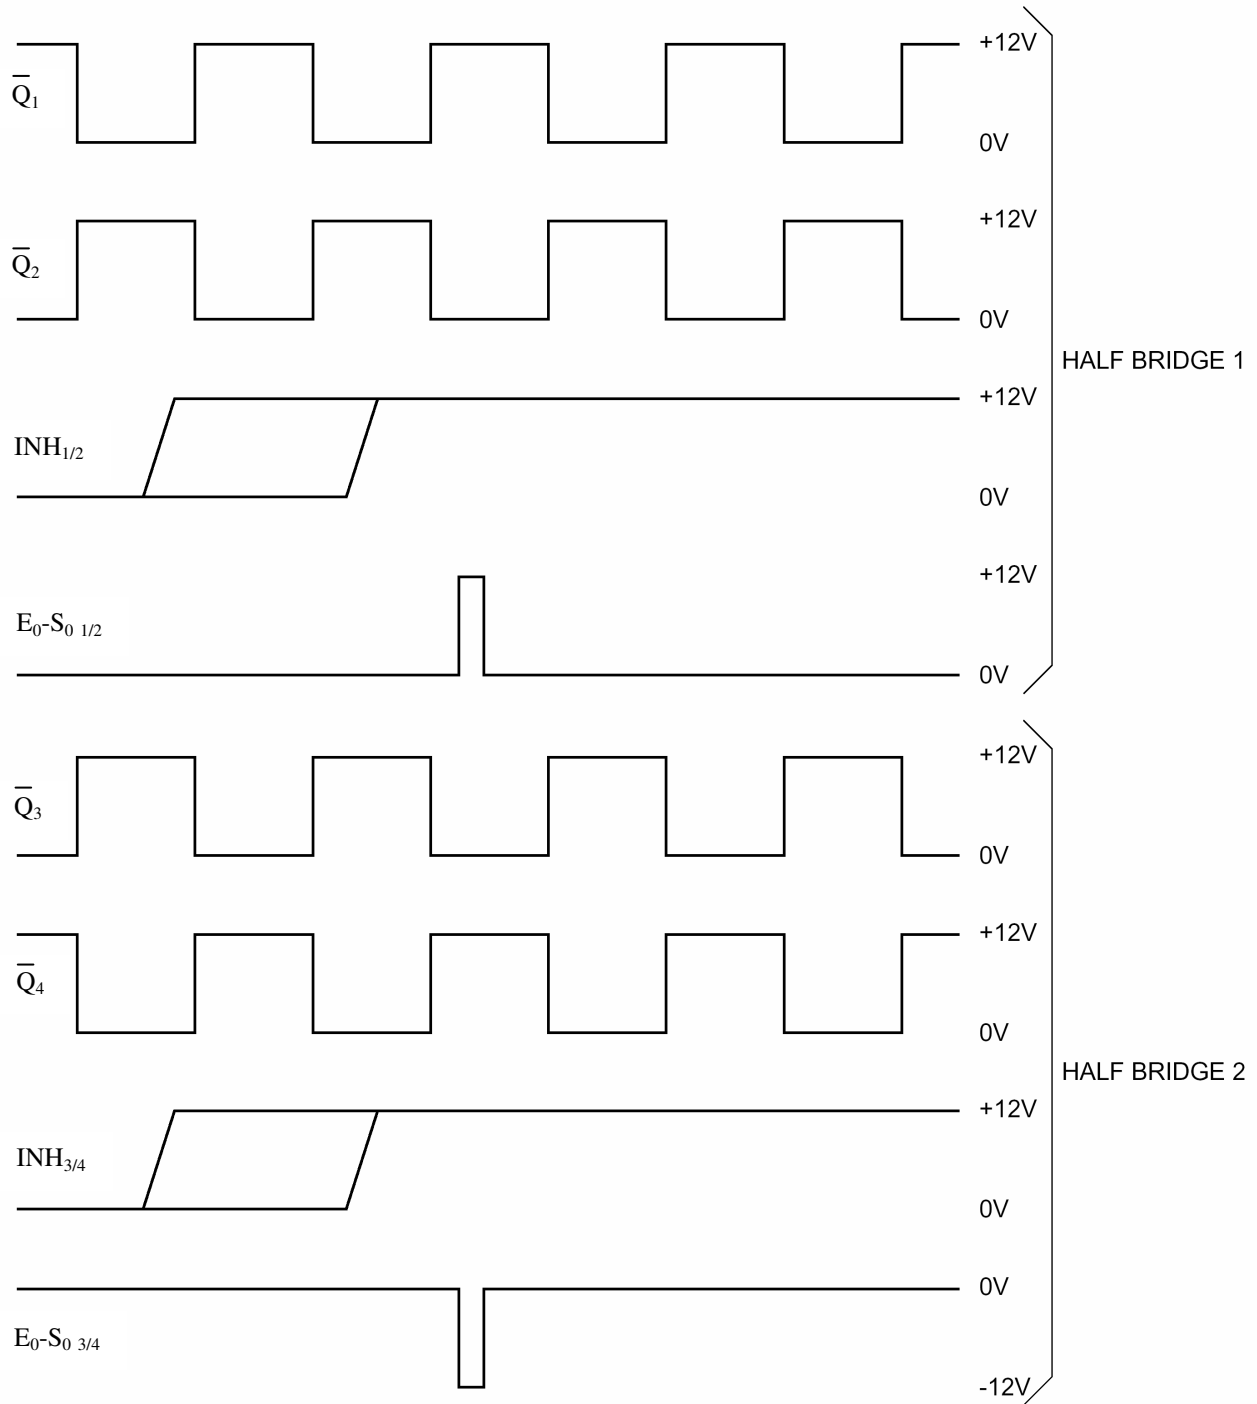 +12V
Q̅₁
0V
+12V
Q̅₂
0V
HALF BRIDGE 1
+12V
INH₁/₂
0V
+12V
E₀-S₀ ₁/₂
0V
+12V
Q̅₃
0V
+12V
Q̅₄
0V
HALF BRIDGE 2
+12V
INH₃/₄
0V
0V
E₀-S₀ ₃/₄
-12V